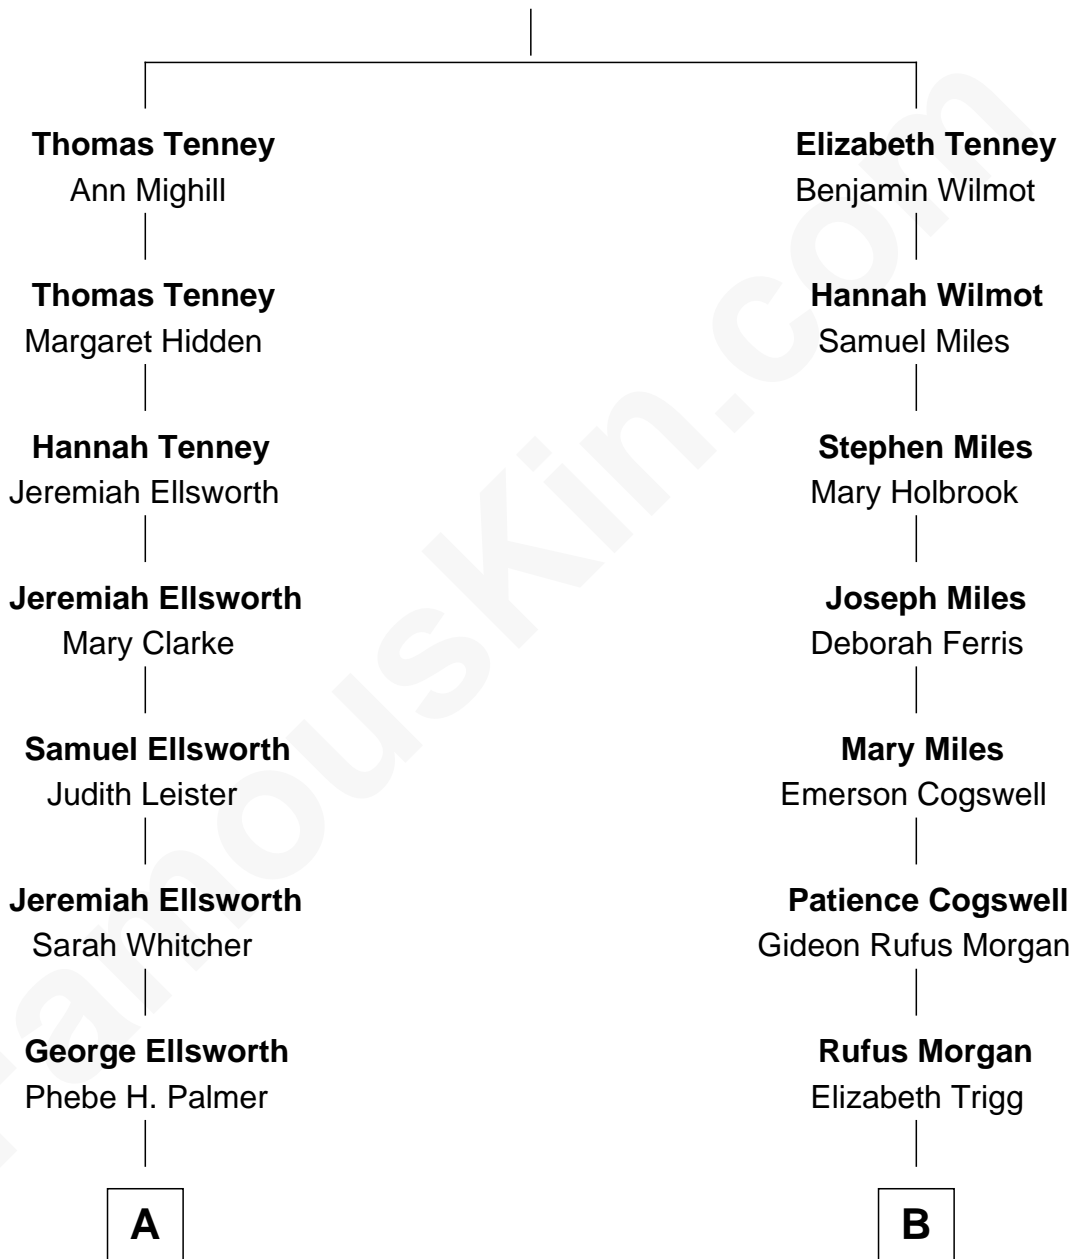 Thomas Tenney
Ann Mighill
Thomas Tenney
Margaret Hidden
Hannah Tenney
Jeremiah Ellsworth
Jeremiah Ellsworth
Mary Clarke
Samuel Ellsworth
Judith Leister
Jeremiah Ellsworth
Sarah Whitcher
George Ellsworth
Phebe H. Palmer
A
Elizabeth Tenney
Benjamin Wilmot
Hannah Wilmot
Samuel Miles
Stephen Miles
Mary Holbrook
Joseph Miles
Deborah Ferris
Mary Miles
Emerson Cogswell
Patience Cogswell
Gideon Rufus Morgan
Rufus Morgan
Elizabeth Trigg
B
FamousKin.com